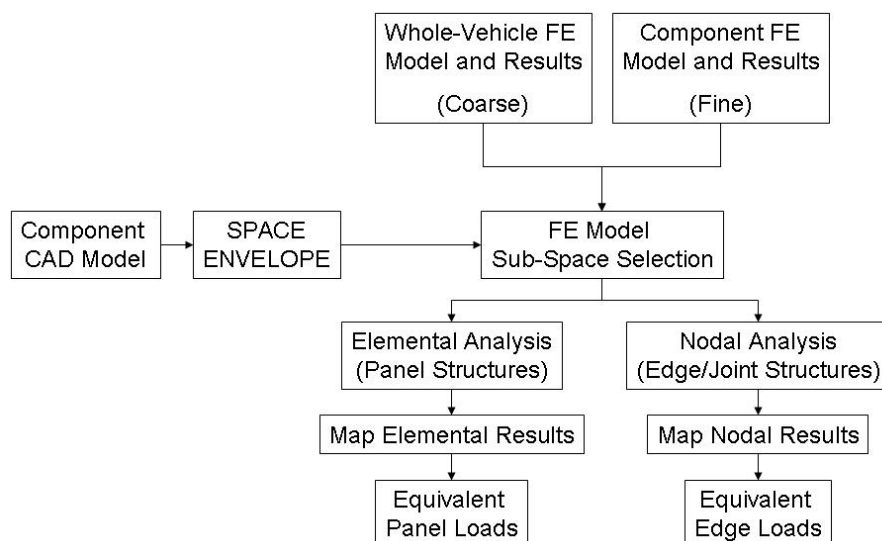 Whole-Vehicle FE
Model and Results
(Coarse)
Component FE
Model and Results
(Fine)
Component
CAD Model
SPACE
ENVELOPE
FE Model
Sub-Space Selection
Elemental Analysis
(Panel Structures)
Nodal Analysis
(Edge/Joint Structures)
Map Elemental Results
Map Nodal Results
Equivalent
Panel Loads
Equivalent
Edge Loads